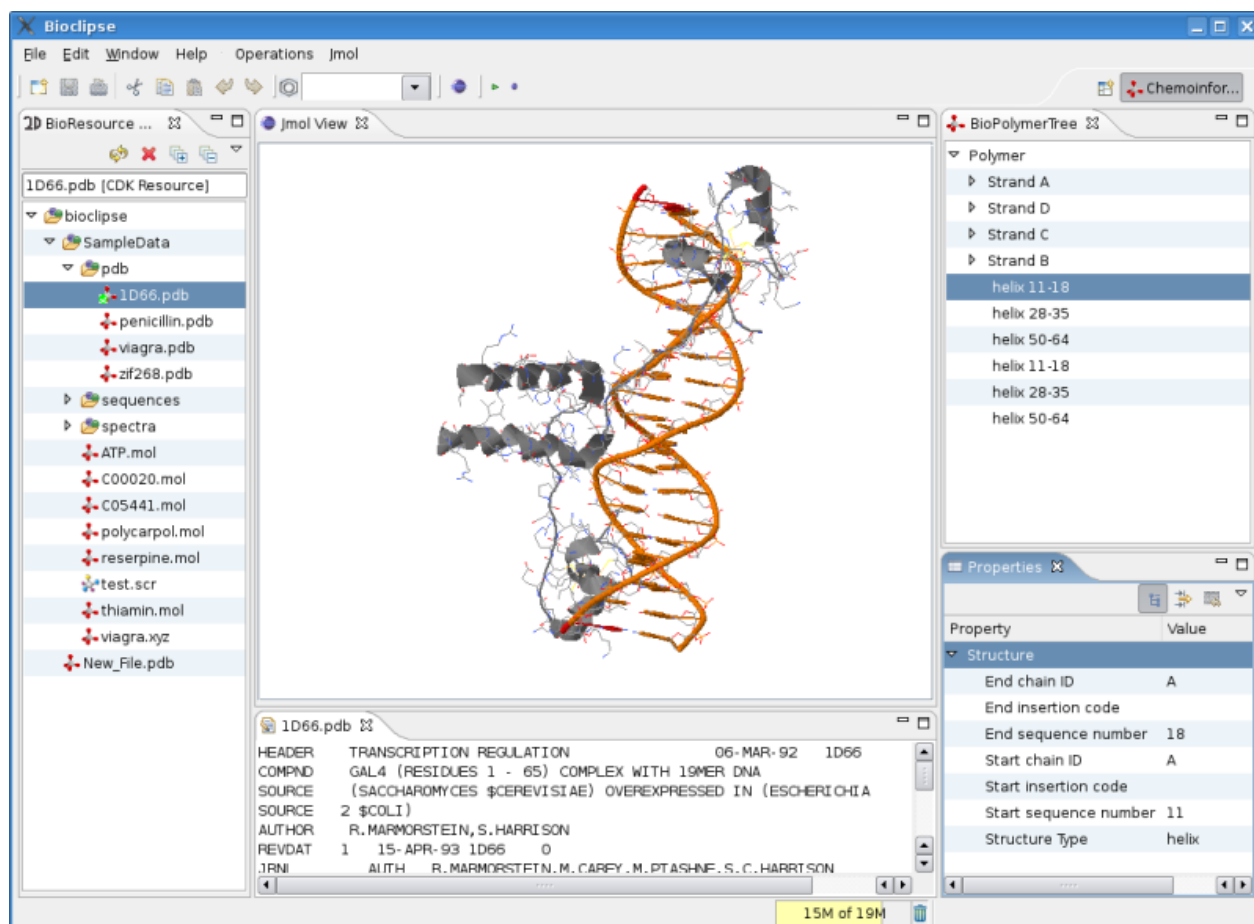 Bioclipse
File Edit Window Help Operations Jmol
Chemoinfor...
2D BioResource ...
1D66.pdb [CDK Resource]
bioclipse
SampleData
pdb
1D66.pdb
penicillin.pdb
viagra.pdb
zif268.pdb
sequences
spectra
ATP.mol
C00020.mol
C05441.mol
polycarpol.mol
reserpine.mol
test.scr
thiamin.mol
viagra.xyz
New_File.pdb
Jmol View
1D66.pdb
HEADER TRANSCRIPTION REGULATION 06-MAR-92 1D66
COMPND GAL4 (RESIDUES 1 - 65) COMPLEX WITH 19MER DNA
SOURCE (SACCHAROMYCES $CEREVISIAE) OVEREXPRESSED IN (ESCHERICHIA
SOURCE 2 $COLI)
AUTHOR R.MARMORSTEIN,S.HARRISON
REVDAT 1 15-APR-93 1D66 0
JRNL AUTH R.MARMORSTEIN,M.CAREY,M.PTASHNE,S.C.HARRISON
BioPolymerTree
Polymer
Strand A
Strand D
Strand C
Strand B
helix 11-18
helix 28-35
helix 50-64
helix 11-18
helix 28-35
helix 50-64
Properties
Property Value
Structure
End chain ID A
End insertion code
End sequence number 18
Start chain ID A
Start insertion code
Start sequence number 11
Structure Type helix
15M of 19M